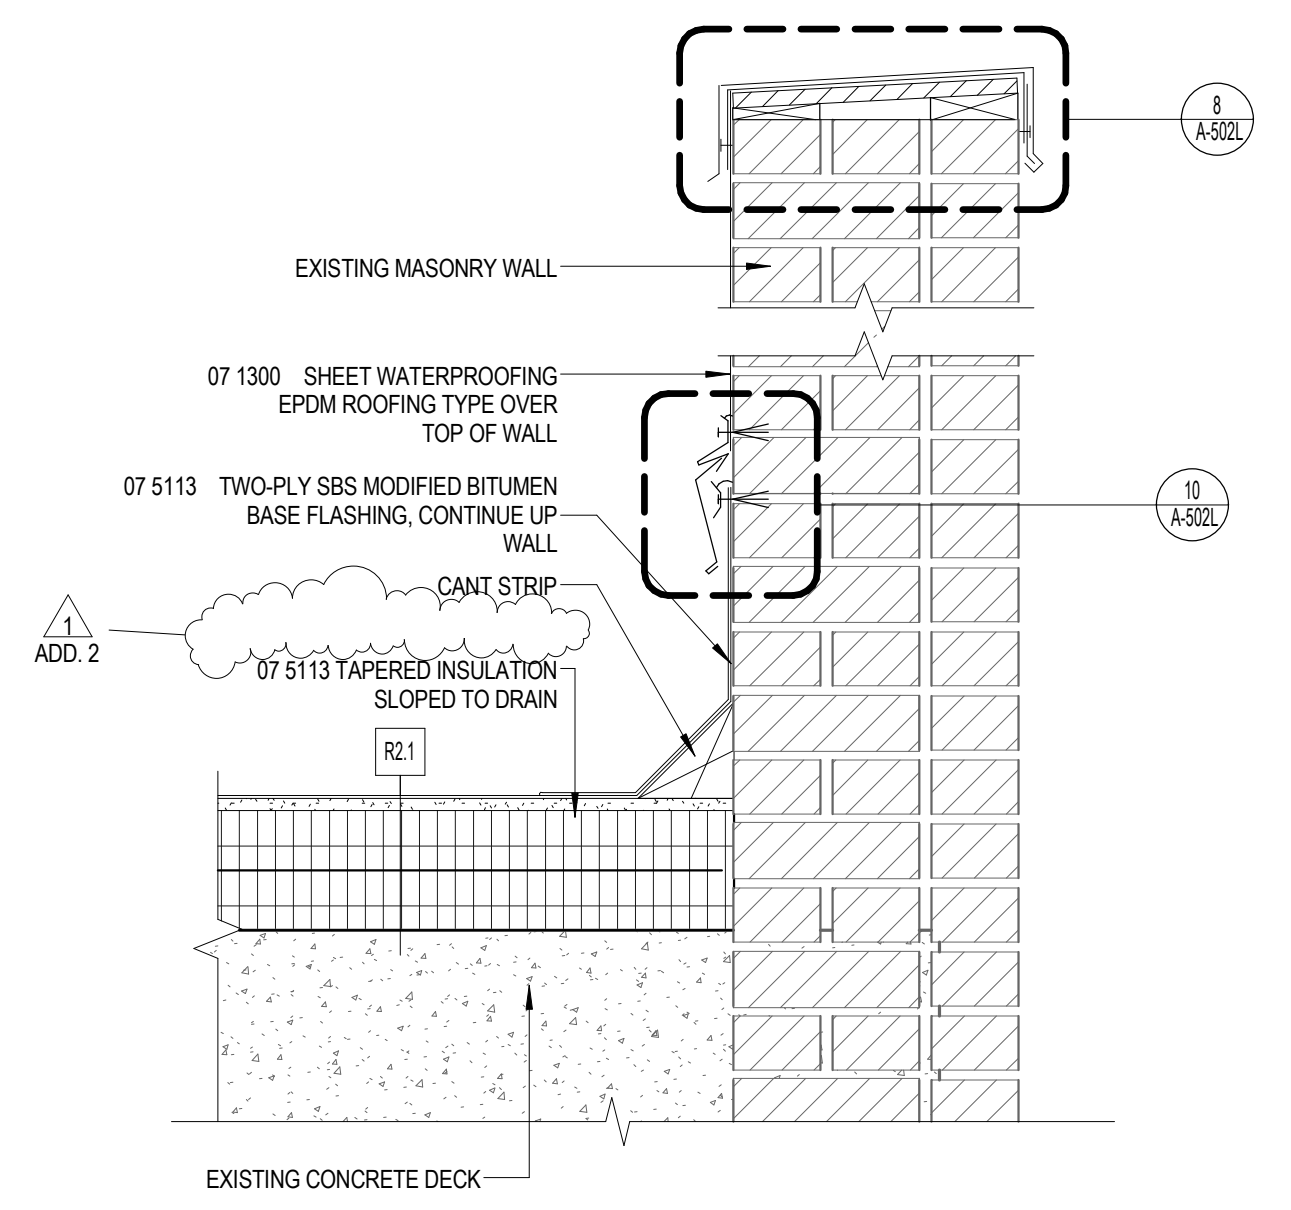 8
A-502L
EXISTING MASONRY WALL
07 1300 SHEET WATERPROOFING
EPDM ROOFING TYPE OVER
TOP OF WALL
07 5113 TWO-PLY SBS MODIFIED BITUMEN
BASE FLASHING, CONTINUE UP
WALL
10
A-502L
CANT STRIP
1
ADD. 2
07 5113 TAPERED INSULATION
SLOPED TO DRAIN
R2.1
EXISTING CONCRETE DECK